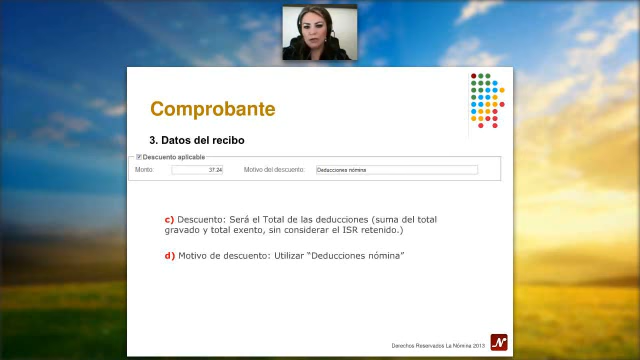 Comprobante
3. Datos del recibo
Descuento aplicable
Monto: 37.24 Motivo del descuento: Deducciones nómina
c) Descuento: Será el Total de las deducciones (suma del total
gravado y total exento, sin considerar el ISR retenido.)
d) Motivo de descuento: Utilizar “Deducciones nómina”
Derechos Reservados La Nómina 2013
N